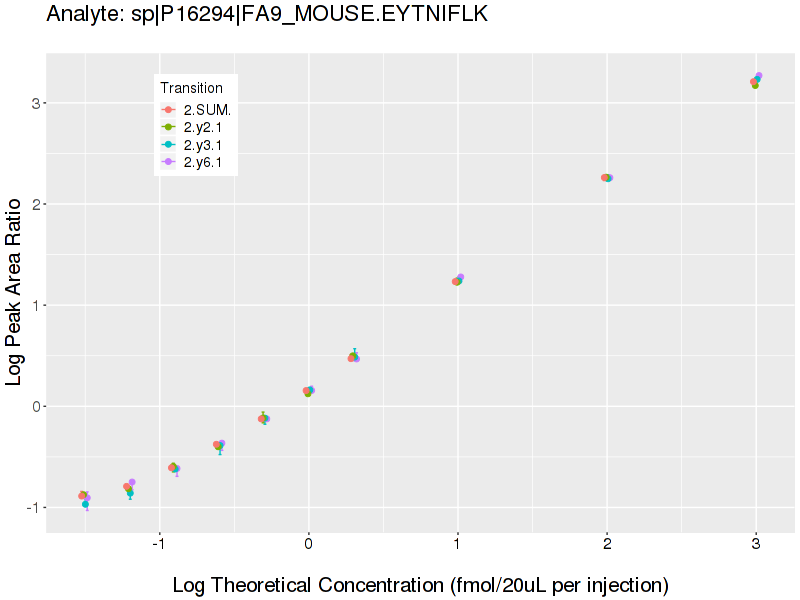 Analyte: sp|P16294|FA9_MOUSE.EYTNIFLK
Transition
2.SUM.
2.y2.1
2.y3.1
2.y6.1
Log Peak Area Ratio
3
2
1
0
-1
-1 0 1 2 3
Log Theoretical Concentration (fmol/20uL per injection)